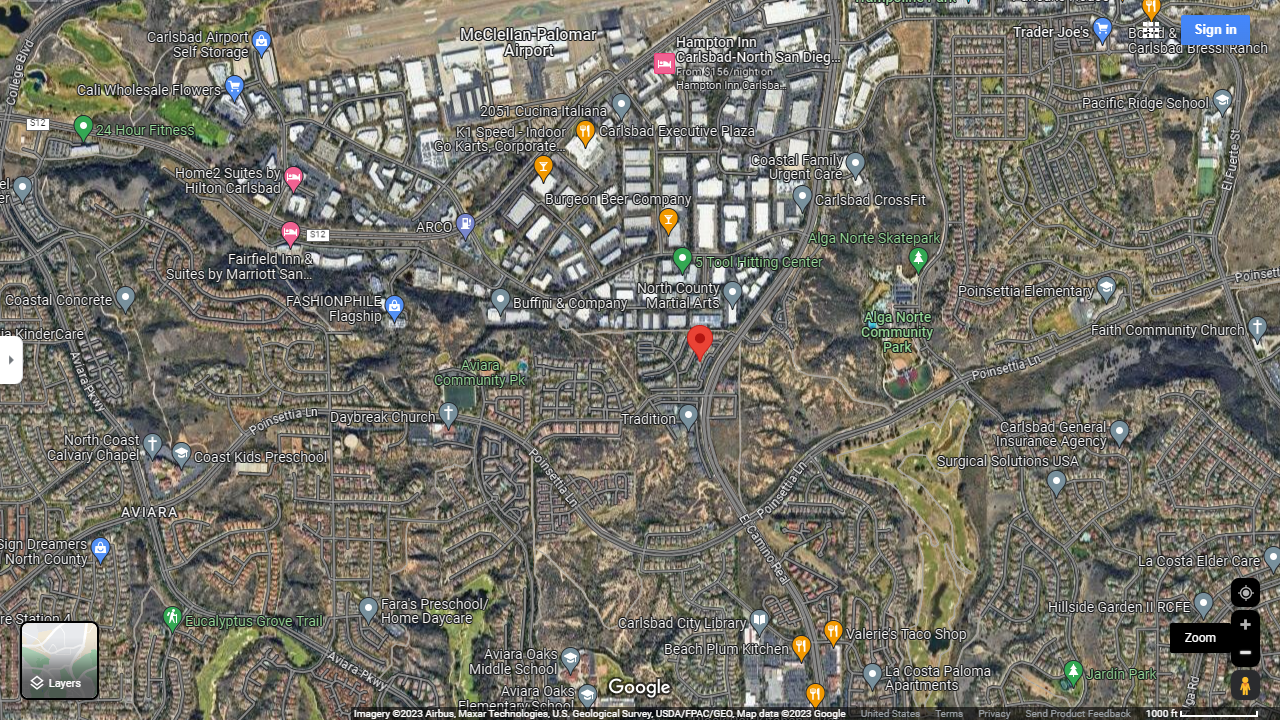 Trader Joe's
Sign in
Carlsbad Airport
Self Storage
McClellan-Palomar
Airport
Hampton Inn
Carlsbad-North San Dieg...
From $156/night on
Hampton Inn Carlsba...
Carlsbad Bressi Ranch
College Blvd
Cali Wholesale Flowers
2051 Cucina Italiana
Pacific Ridge School
S12
24 Hour Fitness
K1 Speed - Indoor
Go Karts, Corporate...
Carlsbad Executive Plaza
El Fuerte St
Home2 Suites by
Hilton Carlsbad
Coastal Family
Urgent Care
Burgeon Beer Company
Carlsbad CrossFit
ARCO
S12
Alga Norte Skatepark
Fairfield Inn &
Suites by Marriott San...
5 Tool Hitting Center
Coastal Concrete
FASHIONPHILE
Flagship
Buffini & Company
North County
Martial Arts
Poinsettia Elementary
Alga Norte
Community
Park
Faith Community Church
ia KinderCare
Aviara Pkwy
Aviara
Community Pk
Poinsettia Ln
Daybreak Church
Tradition
Poinsettia Ln
North Coast
Calvary Chapel
Coast Kids Preschool
Poinsettia Ln
Poinsettia Ln
Carlsbad General
Insurance Agency
Surgical Solutions USA
AVIARA
El Camino Real
Sign Dreamers
North County
La Costa Elder Care
Fara's Preschool/
Home Daycare
Hillside Garden II RCFE
re Station 4
Eucalyptus Grove Trail
Carlsbad City Library
Valerie's Taco Shop
Zoom
Beach Plum Kitchen
Aviara Oaks
Middle School
Aviara Pkwy
La Costa Paloma
Apartments
Jardin Park
Layers
Aviara Oaks
Elementary School
Google
Imagery ©2023 Airbus, Maxar Technologies, U.S. Geological Survey, USDA/FPAC/GEO, Map data ©2023 Google
United States
Terms
Privacy
Send Product Feedback
1000 ft